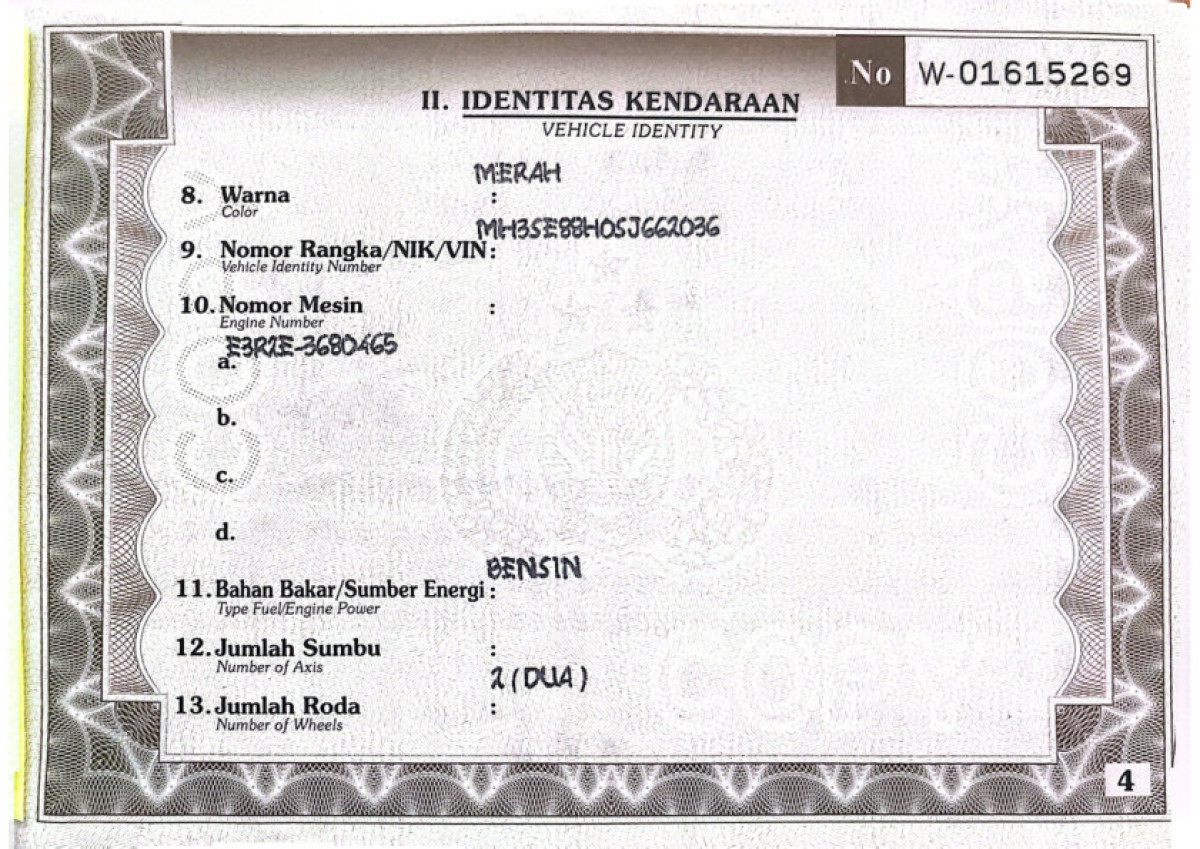 No W-01615269
II. IDENTITAS KENDARAAN
VEHICLE IDENTITY
MERAH
8. Warna :
Color
MH3SE88H0SJ662036
9. Nomor Rangka/NIK/VIN :
Vehicle Identity Number
10. Nomor Mesin :
Engine Number
E3R2E-3680465
a.
b.
c.
d.
BENSIN
11. Bahan Bakar/Sumber Energi :
Type Fuel/Engine Power
12. Jumlah Sumbu :
Number of Axis
2 (DUA)
13. Jumlah Roda :
Number of Wheels
4